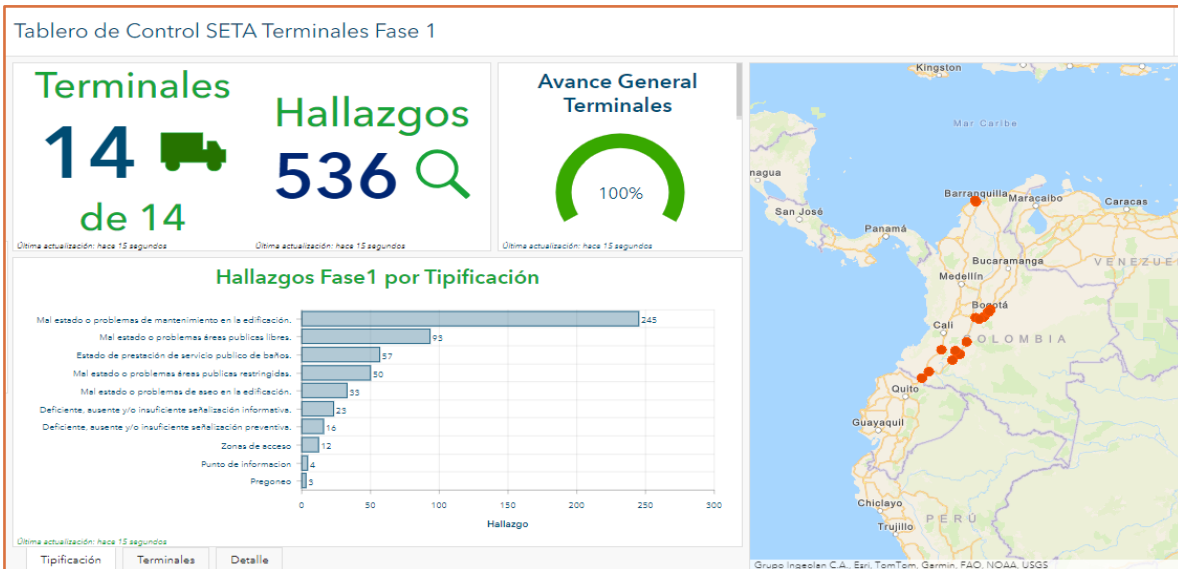 Tablero de Control SETA Terminales Fase 1
Terminales
14
de 14
Última actualización: hace 15 segundos
Hallazgos
536
Última actualización: hace 15 segundos
Avance General
Terminales
100%
Última actualización: hace 15 segundos
Hallazgos Fase1 por Tipificación
Mal estado o problemas de mantenimiento en la edificación.
245
Mal estado o problemas áreas publicas libres.
93
Estado de prestación de servicio publico de baños.
57
Mal estado o problemas áreas publicas restringidas.
50
Mal estado o problemas de aseo en la edificación.
33
Deficiente, ausente y/o insuficiente señalización informativa.
23
Deficiente, ausente y/o insuficiente señalización preventiva.
16
Zonas de acceso
12
Punto de informacion
4
Pregoneo
3
0 50 100 150 200 250 300
Hallazgo
Última actualización: hace 15 segundos
Tipificación Terminales Detalle
Kingston
Mar Caribe
nagua
Barranquilla
Maracaibo
Caracas
San José
Panamá
Bucaramanga
VENEZUE
Medellín
Bogotá
Cali
COLOMBIA
Quito
Guayaquil
Chiclayo
PERÚ
Trujillo
Grupo Ingeolan C.A., Esri, TomTom, Garmin, FAO, NOAA, USGS